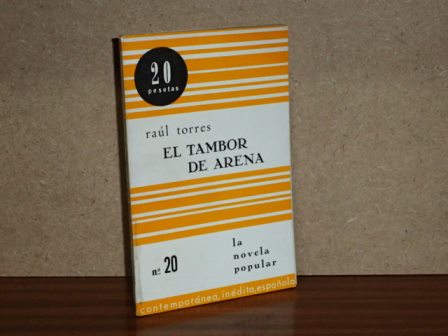 20
pesetas
raúl torres
EL TAMBOR
DE ARENA
nº 20
la
novela
popular
contemporánea, inédita, española